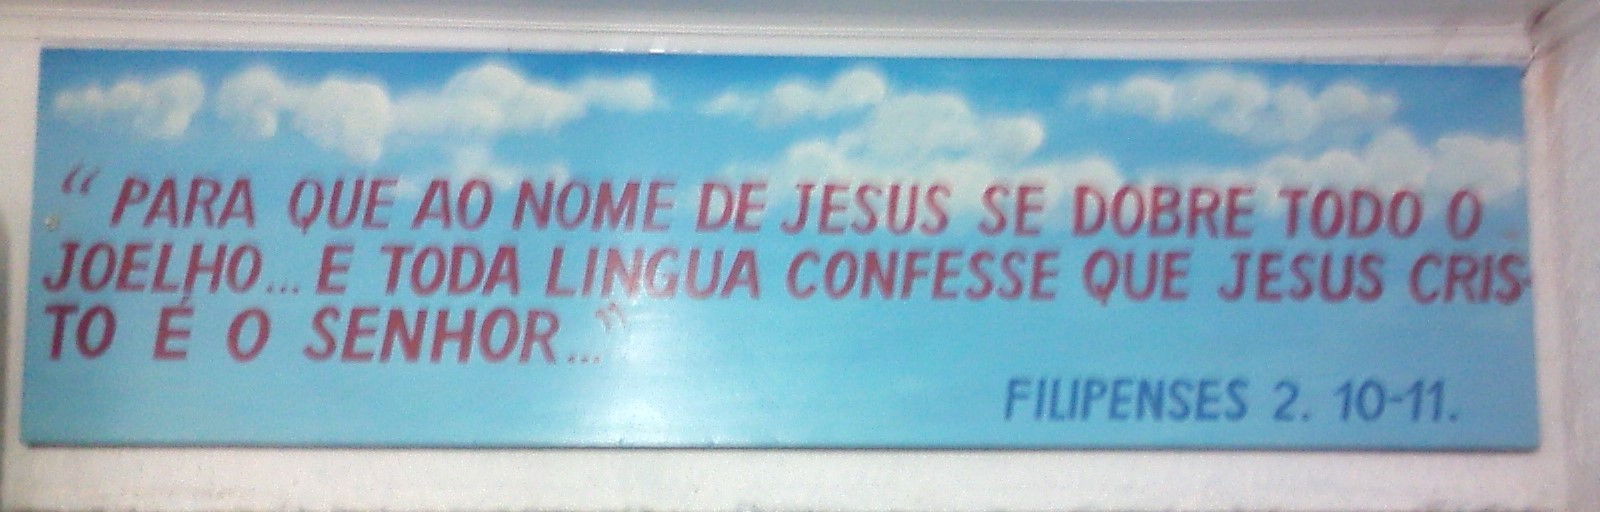 “ PARA QUE AO NOME DE JESUS SE DOBRE TODO O
JOELHO... E TODA LINGUA CONFESSE QUE JESUS CRIS-
TO É O SENHOR...”
FILIPENSES 2. 10-11.